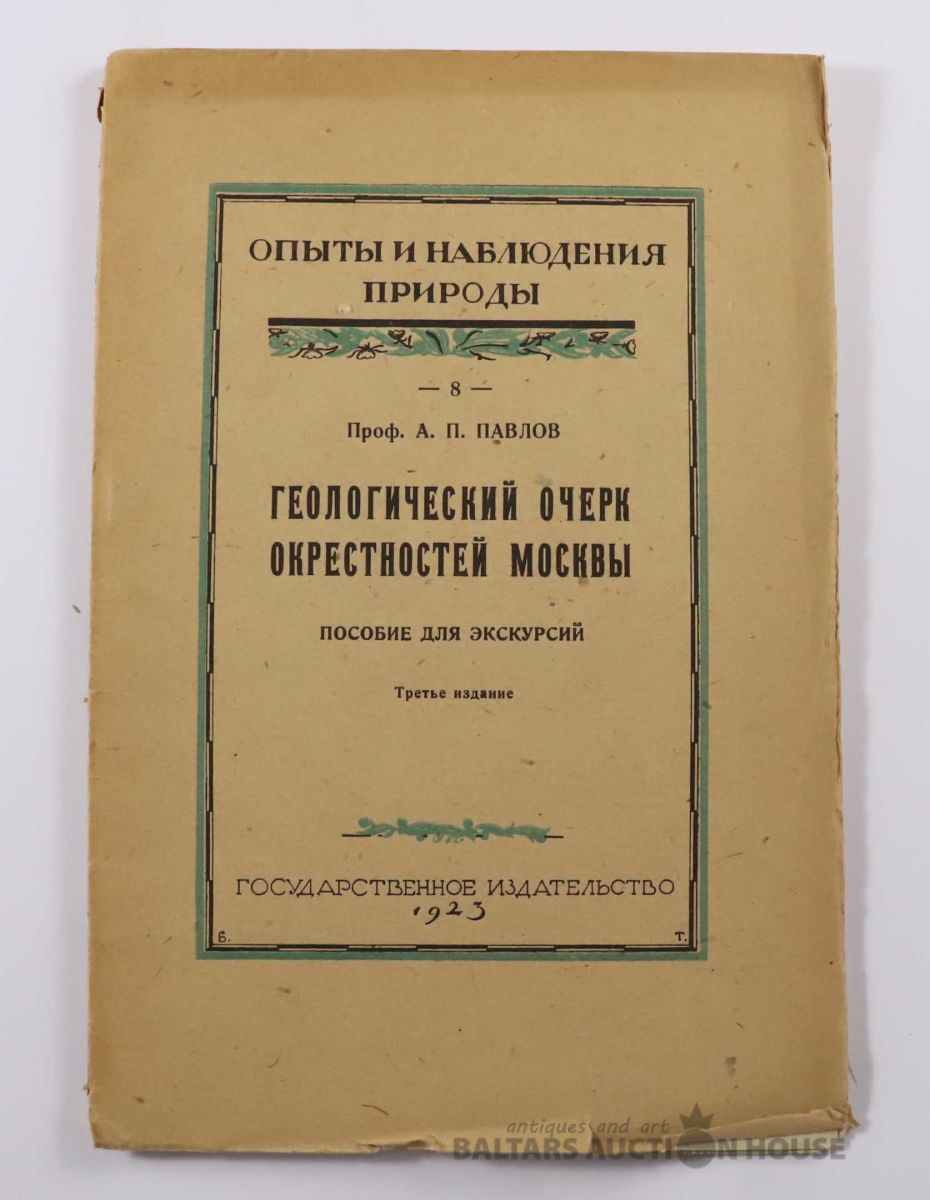 ОПЫТЫ И НАБЛЮДЕНИЯ
ПРИРОДЫ
— 8 —
Проф. А. П. ПАВЛОВ
ГЕОЛОГИЧЕСКИЙ ОЧЕРК
ОКРЕСТНОСТЕЙ МОСКВЫ
ПОСОБИЕ ДЛЯ ЭКСКУРСИЙ
Третье издание
ГОСУДАРСТВЕННОЕ ИЗДАТЕЛЬСТВО
1923
Б. Т.
antiques and art
BALTARS AUCTION HOUSE